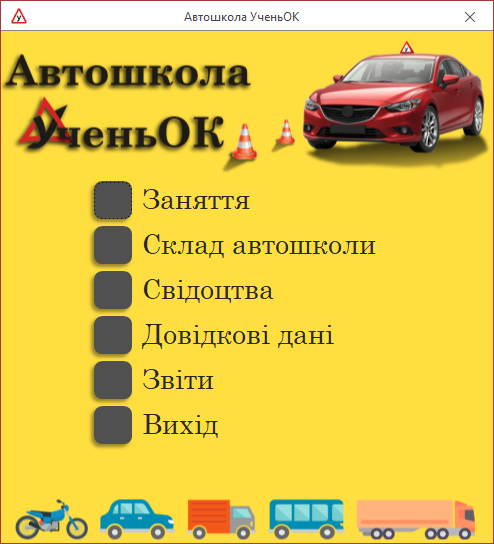 Автошкола УченьОК
Автошкола
УченьОК
Заняття
Склад автошколи
Свідоцтва
Довідкові дані
Звіти
Вихід